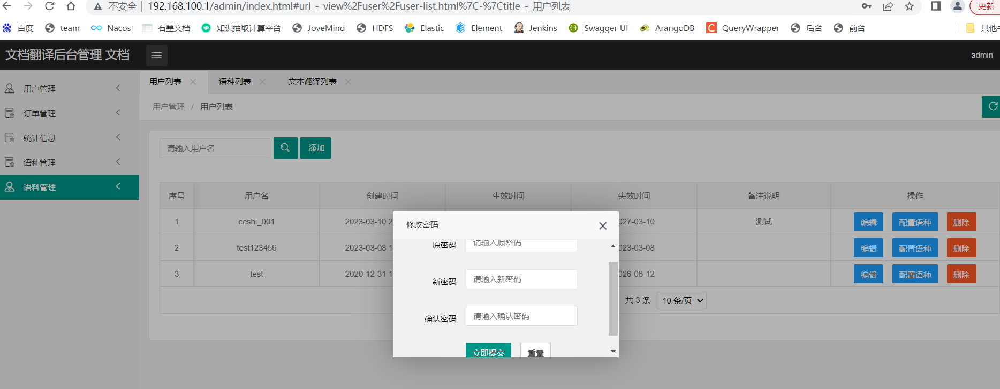 不安全 192.168.100.1/admin/index.html#url_-_view%2Fuser%2Fuser-list.html%7C-%7Ctitle_-_用户列表 更新
百度 team Nacos 石墨文档 知识抽取计算平台 JoveMind HDFS Elastic Element Jenkins Swagger UI ArangoDB QueryWrapper 后台 前台 其他
文档翻译后台管理 文档 admin
用户管理
订单管理
统计信息
语种管理
语料管理
用户列表 语种列表 文本翻译列表
用户管理 / 用户列表
请输入用户名 添加
序号 用户名 创建时间 生效时间 失效时间 备注说明 操作
1 ceshi_001 2023-03-10 2 027-03-10 测试 编辑 配置语种 删除
2 test123456 2023-03-08 1 023-03-08 编辑 配置语种 删除
3 test 2020-12-31 1 026-06-12 编辑 配置语种 删除
共 3 条 10 条/页
修改密码
原密码 请输入原密码
新密码 请输入新密码
确认密码 请输入确认密码
立即提交 重置